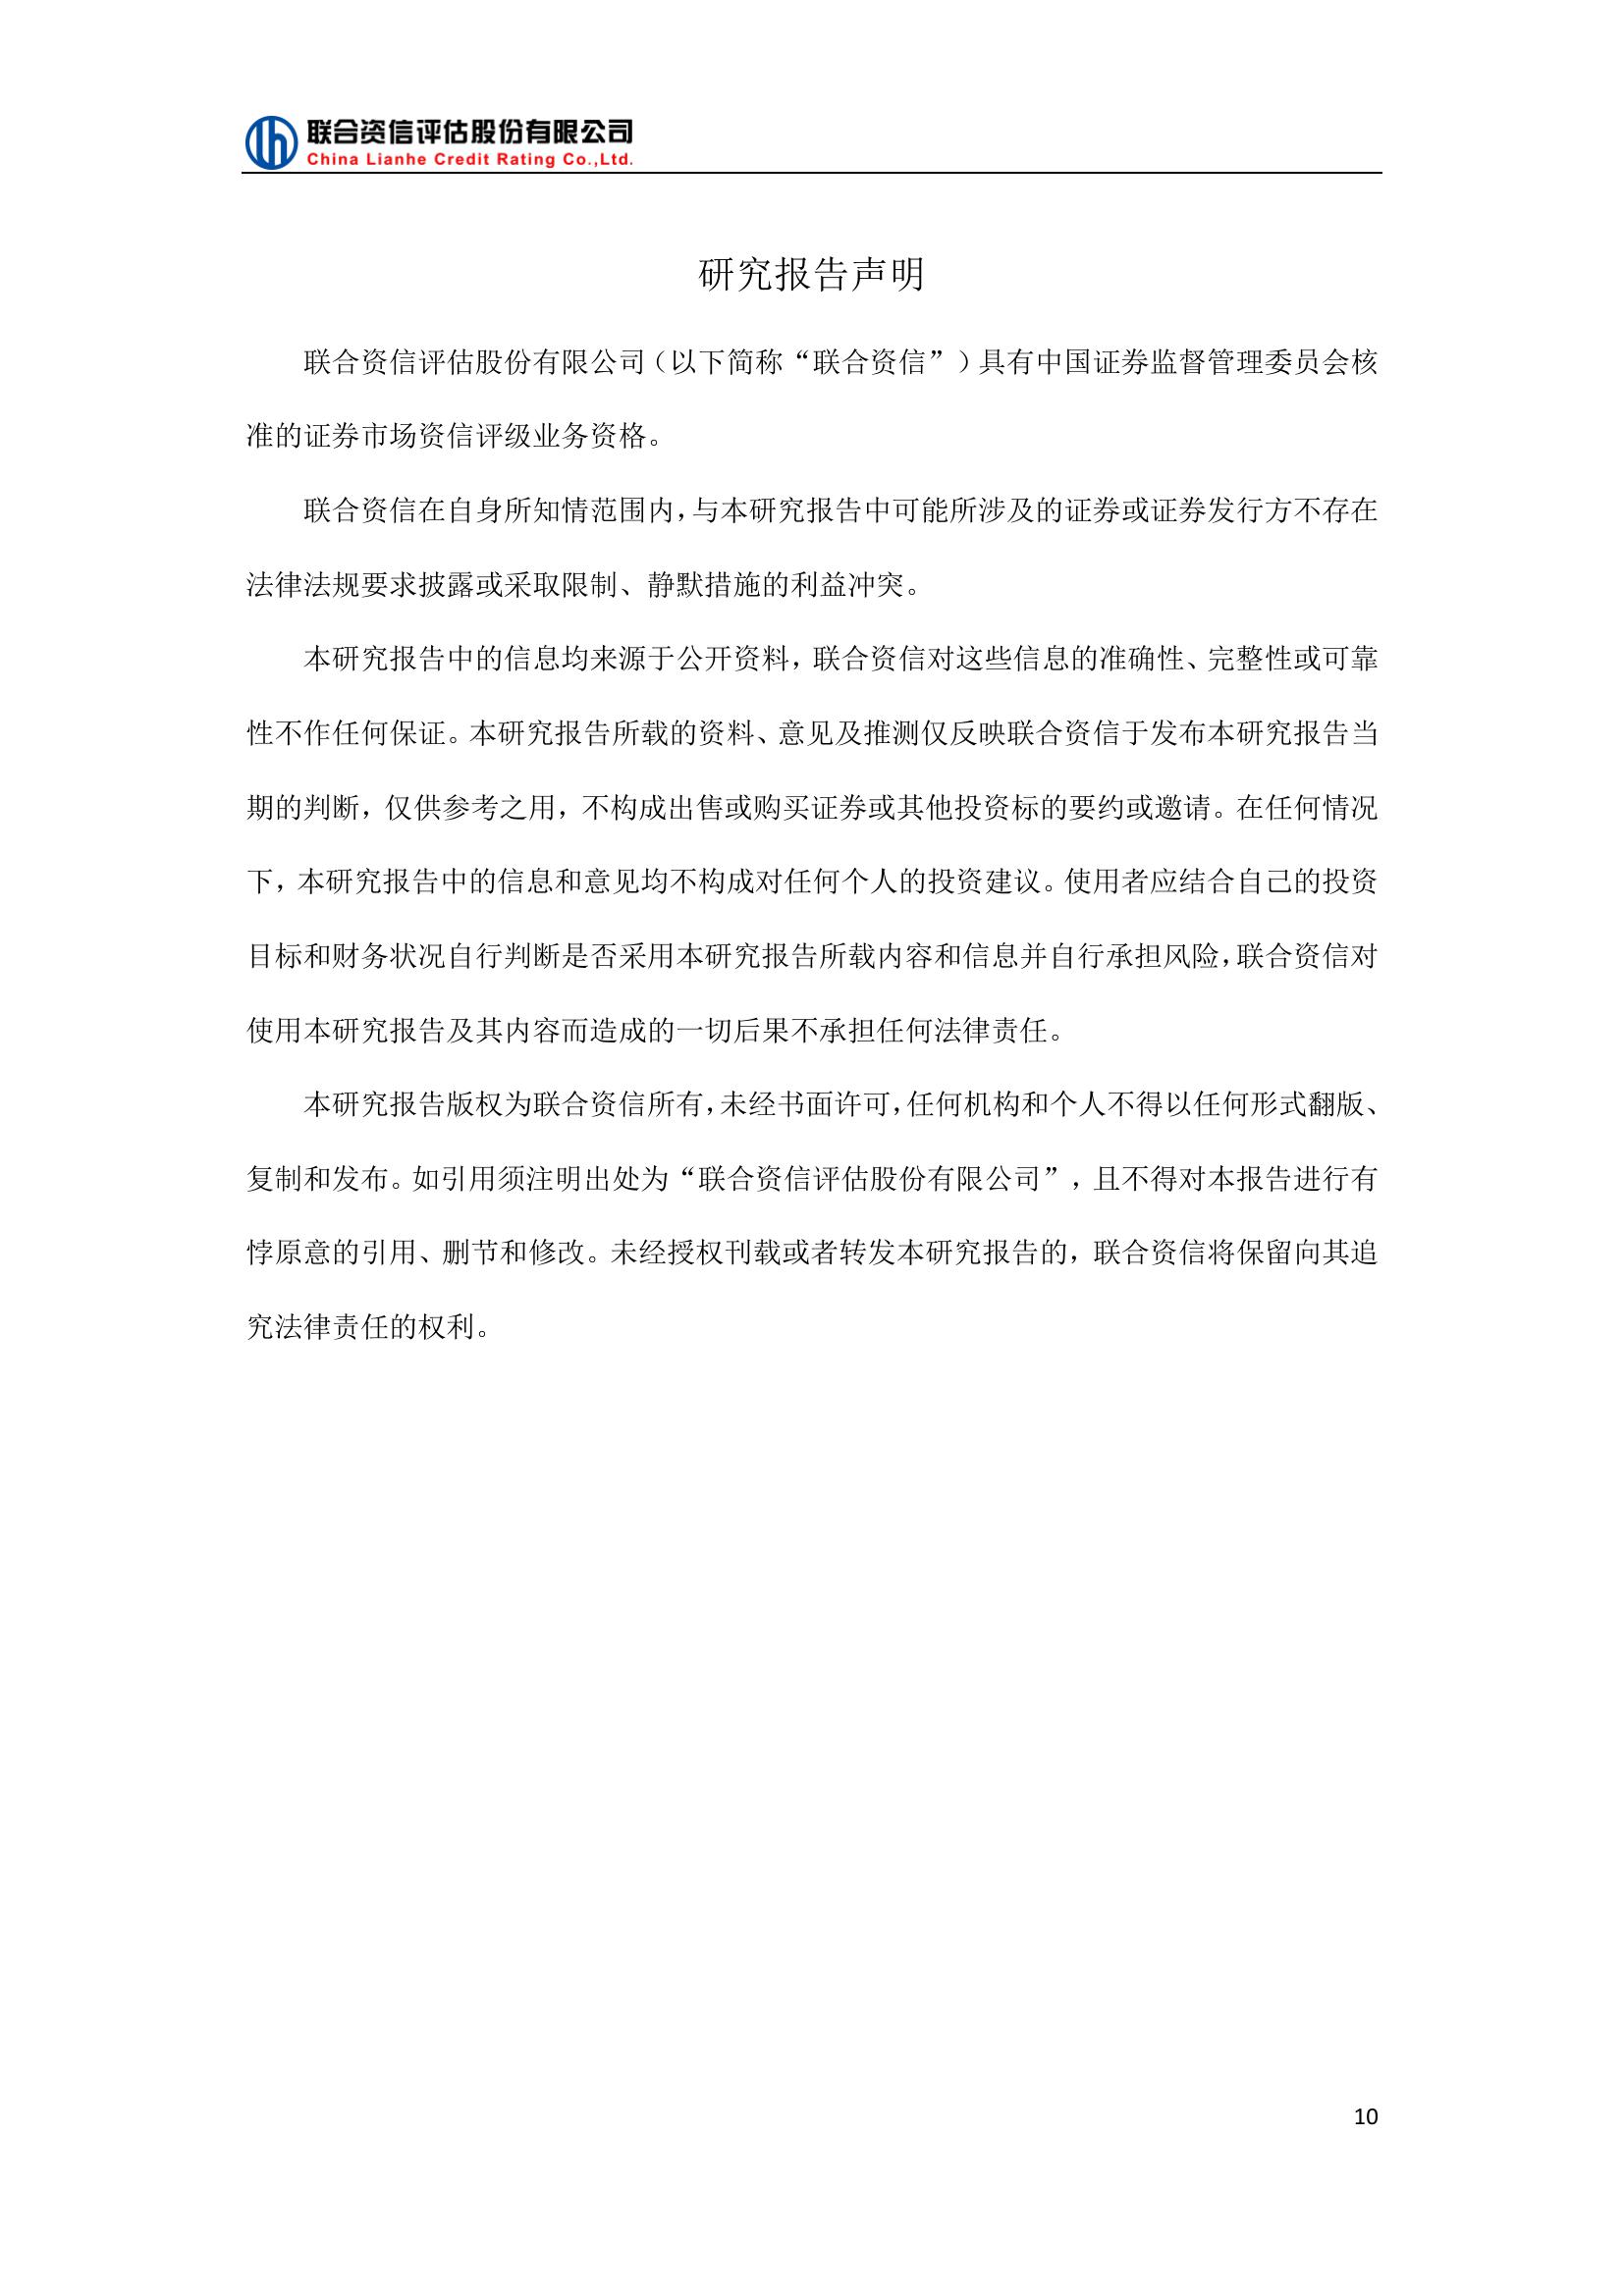 联合资信评估股份有限公司
China Lianhe Credit Rating Co.,Ltd.
研究报告声明
联合资信评估股份有限公司（以下简称“联合资信”）具有中国证券监督管理委员会核
准的证券市场资信评级业务资格。
联合资信在自身所知情范围内，与本研究报告中可能所涉及的证券或证券发行方不存在
法律法规要求披露或采取限制、静默措施的利益冲突。
本研究报告中的信息均来源于公开资料，联合资信对这些信息的准确性、完整性或可靠
性不作任何保证。本研究报告所载的资料、意见及推测仅反映联合资信于发布本研究报告当
期的判断，仅供参考之用，不构成出售或购买证券或其他投资标的要约或邀请。在任何情况
下，本研究报告中的信息和意见均不构成对任何个人的投资建议。使用者应结合自己的投资
目标和财务状况自行判断是否采用本研究报告所载内容和信息并自行承担风险，联合资信对
使用本研究报告及其内容而造成的一切后果不承担任何法律责任。
本研究报告版权为联合资信所有，未经书面许可，任何机构和个人不得以任何形式翻版、
复制和发布。如引用须注明出处为“联合资信评估股份有限公司”，且不得对本报告进行有
悖原意的引用、删节和修改。未经授权刊载或者转发本研究报告的，联合资信将保留向其追
究法律责任的权利。
10